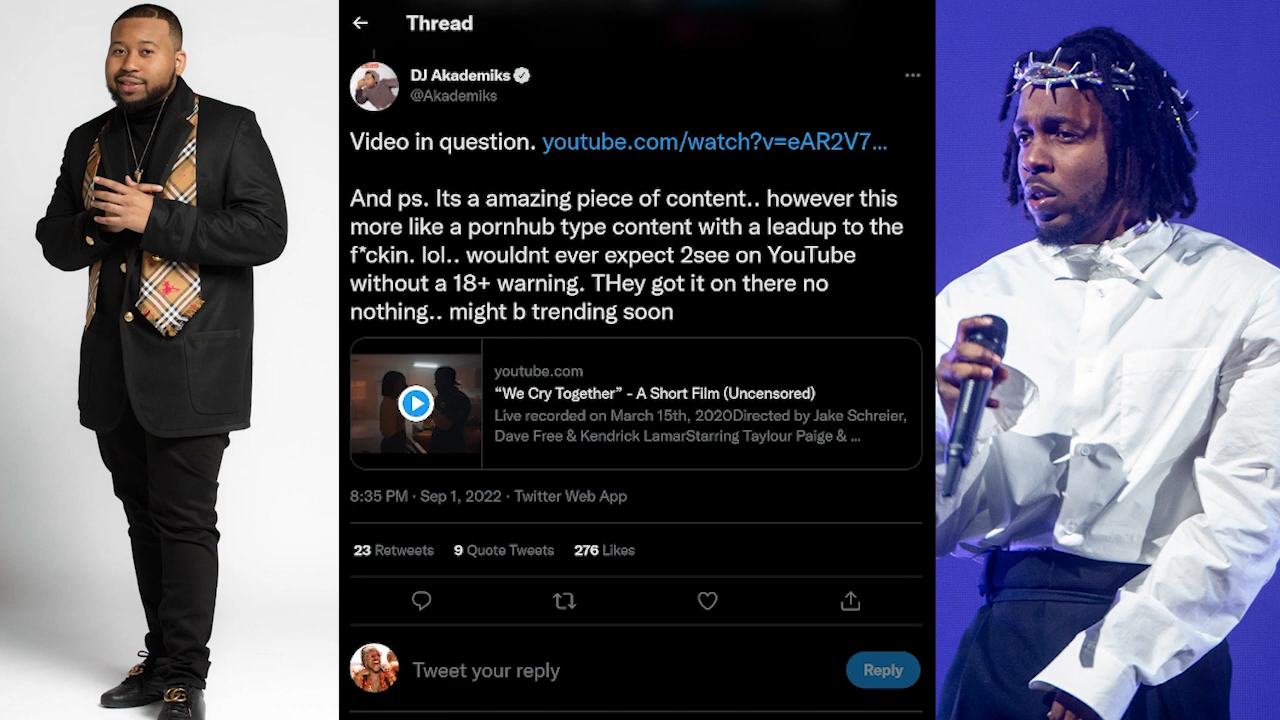 Thread
DJ Akademiks
@Akademiks
Video in question. youtube.com/watch?v=eAR2V7...
And ps. Its a amazing piece of content.. however this
more like a pornhub type content with a leadup to the
f*ckin. lol.. wouldnt ever expect 2see on YouTube
without a 18+ warning. THey got it on there no
nothing.. might b trending soon
youtube.com
“We Cry Together” - A Short Film (Uncensored)
Live recorded on March 15th, 2020Directed by Jake Schreier,
Dave Free & Kendrick LamarStarring Taylour Paige & ...
8:35 PM · Sep 1, 2022 · Twitter Web App
23 Retweets 9 Quote Tweets 276 Likes
Tweet your reply
Reply